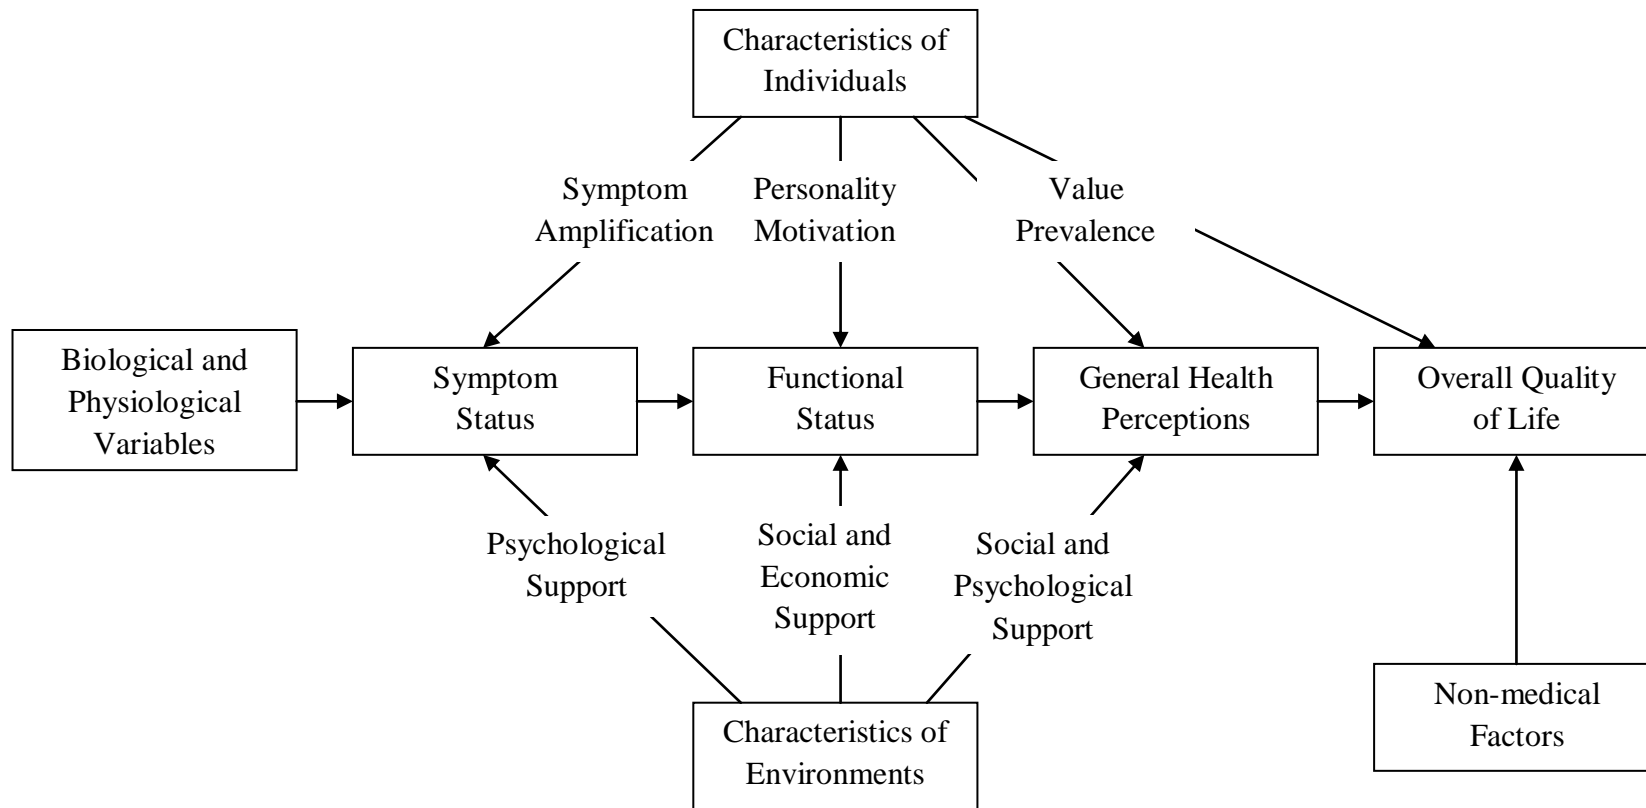 Characteristics of
Individuals
Symptom
Amplification
Personality
Motivation
Value
Prevalence
Biological and
Physiological
Variables
Symptom
Status
Functional
Status
General Health
Perceptions
Overall Quality
of Life
Psychological
Support
Social and
Economic
Support
Social and
Psychological
Support
Characteristics of
Environments
Non-medical
Factors